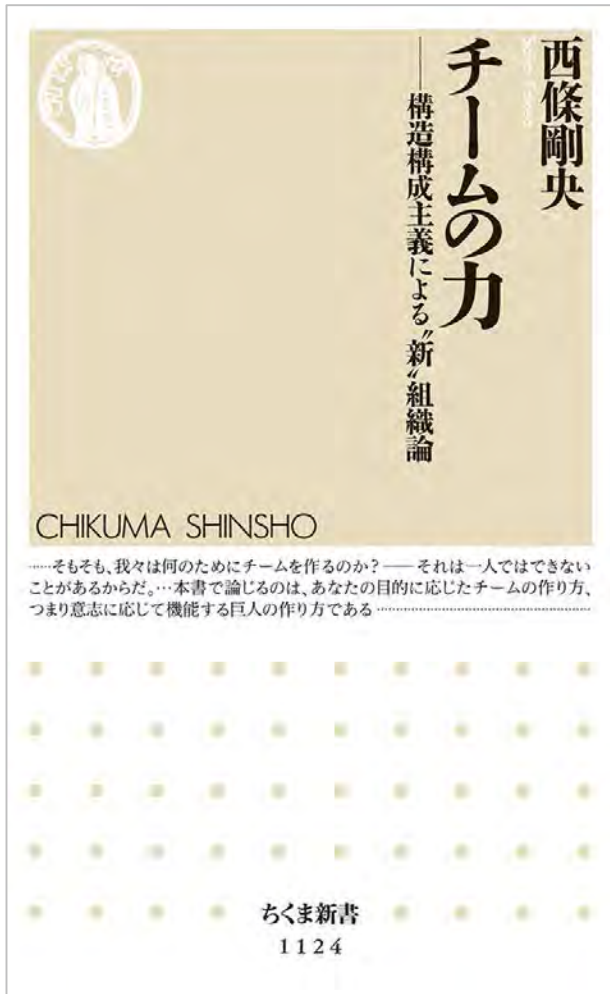 西條剛央
チームの力
――構造構成主義による〝新〟組織論
CHIKUMA SHINSHO
……そもそも、我々は何のためにチームを作るのか? ―― それは一人ではできない
ことがあるからだ。…本書で論じるのは、あなたの目的に応じたチームの作り方、
つまり意志に応じて機能する巨人の作り方である ……………………………………
ちくま新書
1124